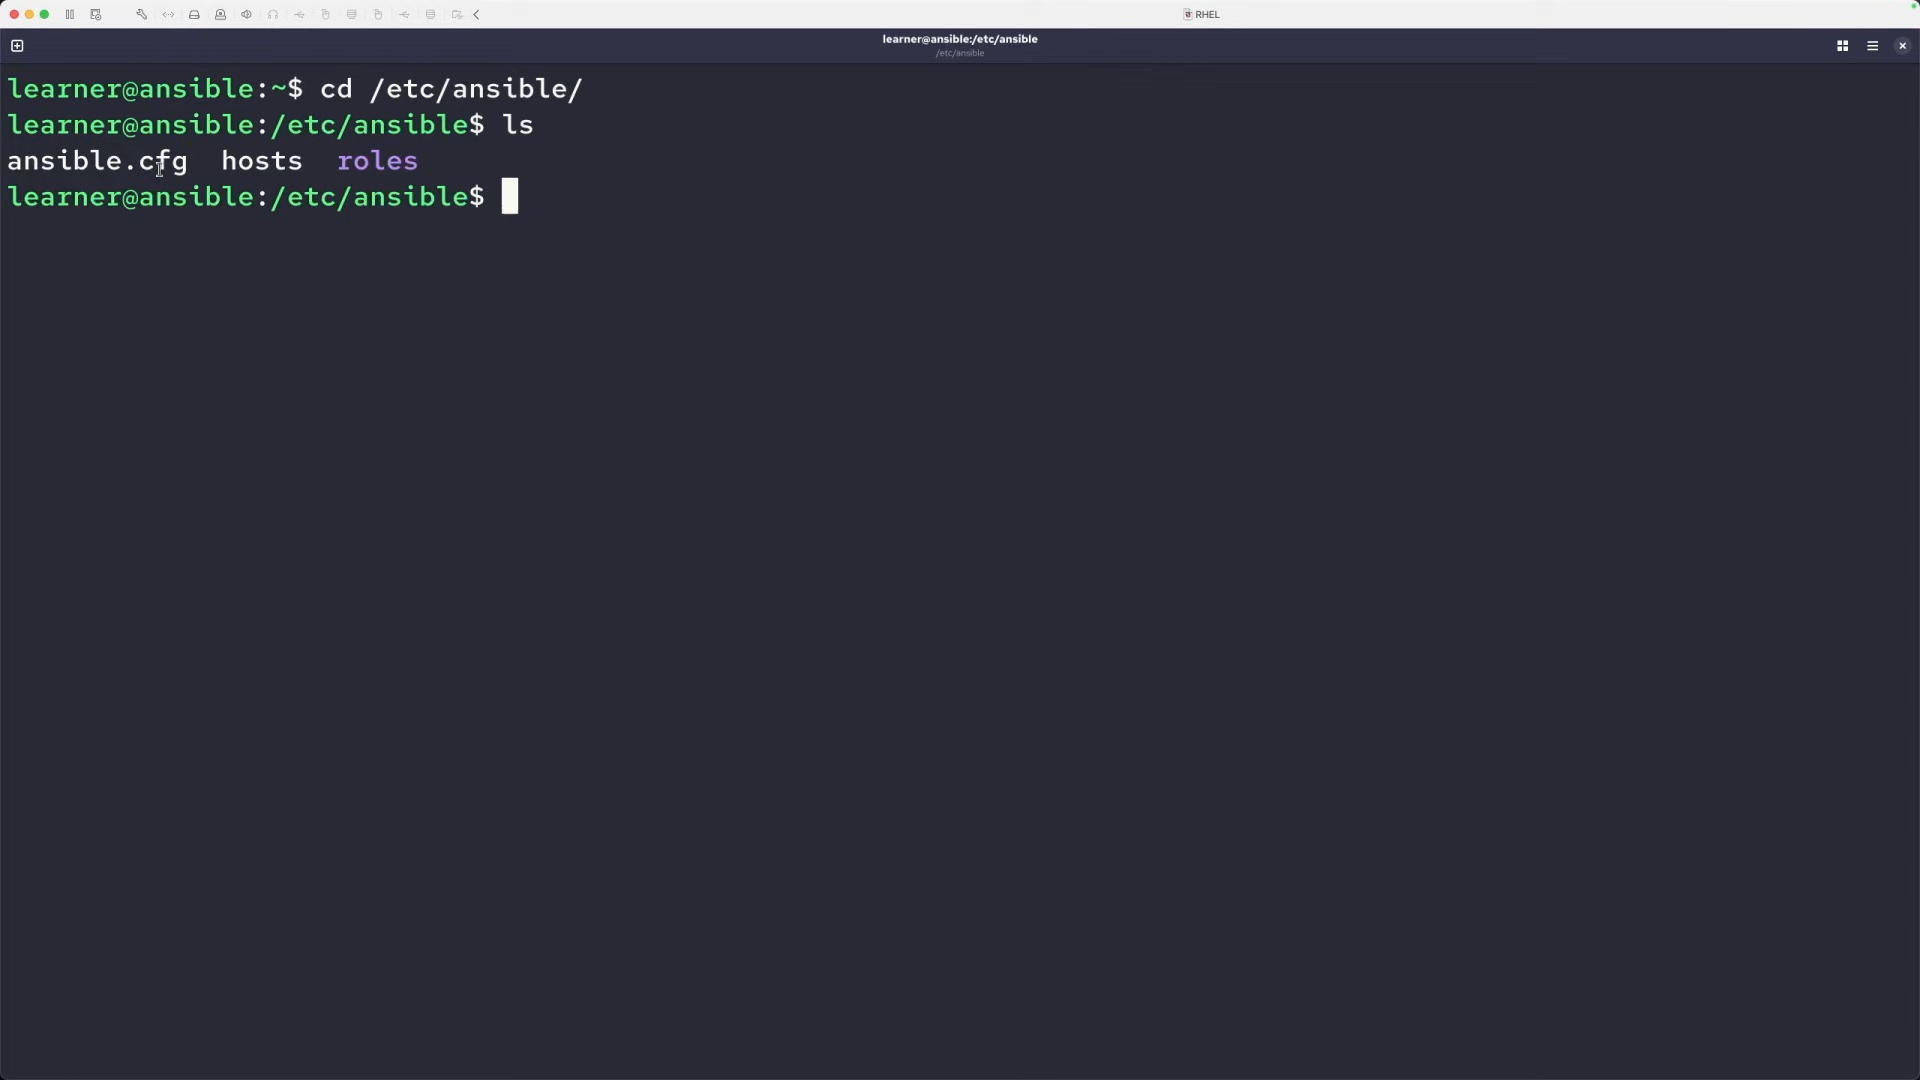 RHEL
learner@ansible:/etc/ansible
/etc/ansible
learner@ansible:~$ cd /etc/ansible/
learner@ansible:/etc/ansible$ ls
ansible.cfg  hosts  roles
learner@ansible:/etc/ansible$